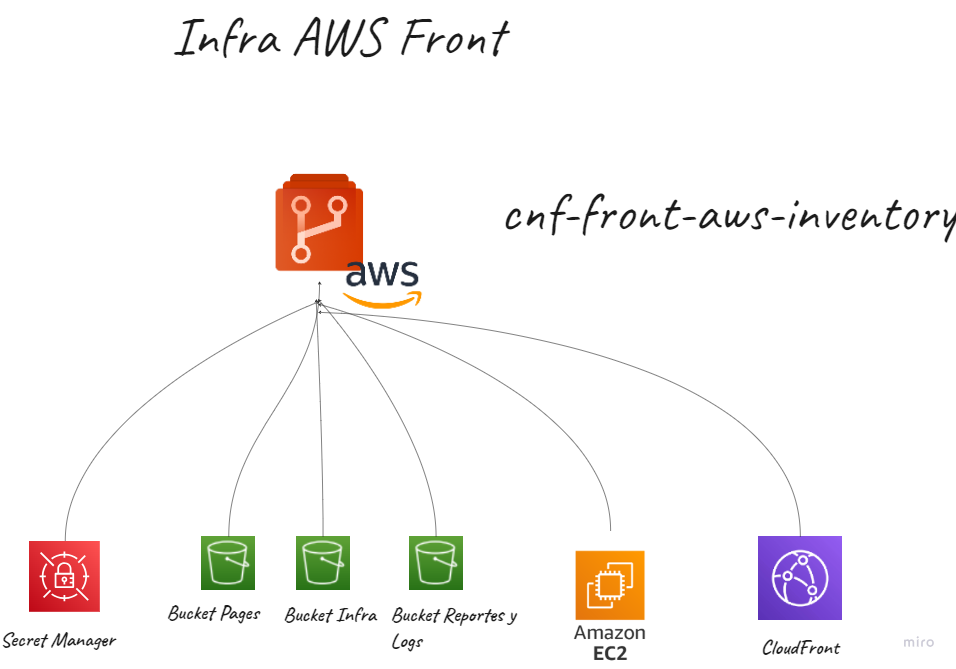 Infra AWS Front
cnf-front-aws-inventory
aws
Bucket Pages
Bucket Infra
Bucket Reportes y
Logs
Secret Manager
Amazon
EC2
CloudFront
miro